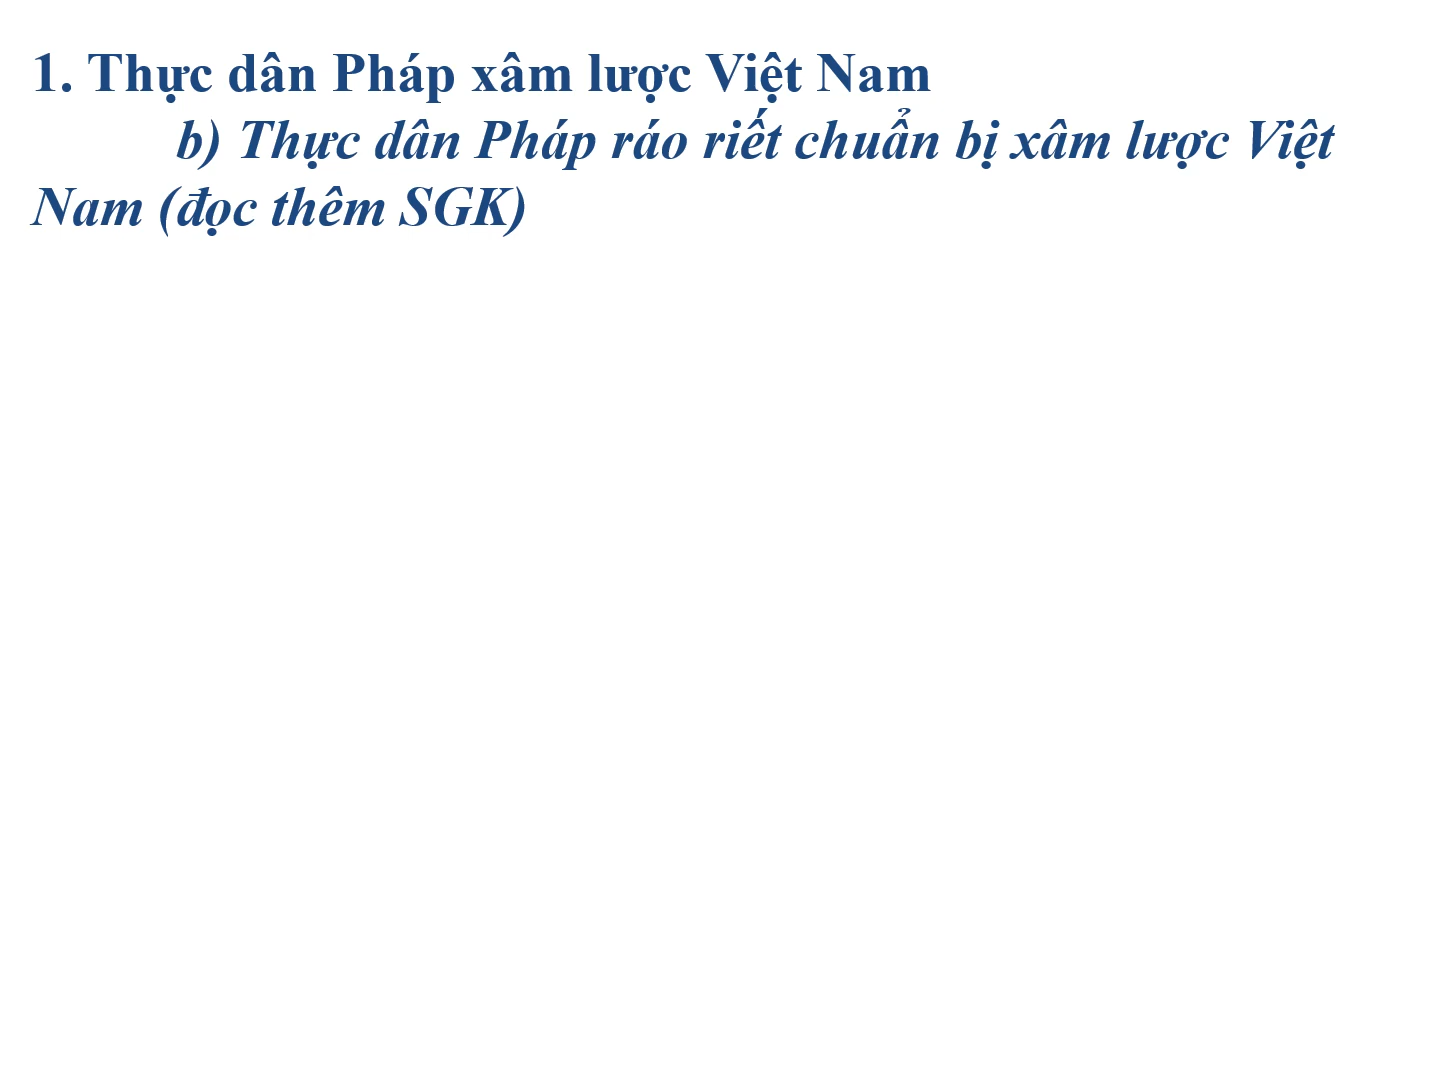 1. Thực dân Pháp xâm lược Việt Nam
b) Thực dân Pháp ráo riết chuẩn bị xâm lược Việt
Nam (đọc thêm SGK)